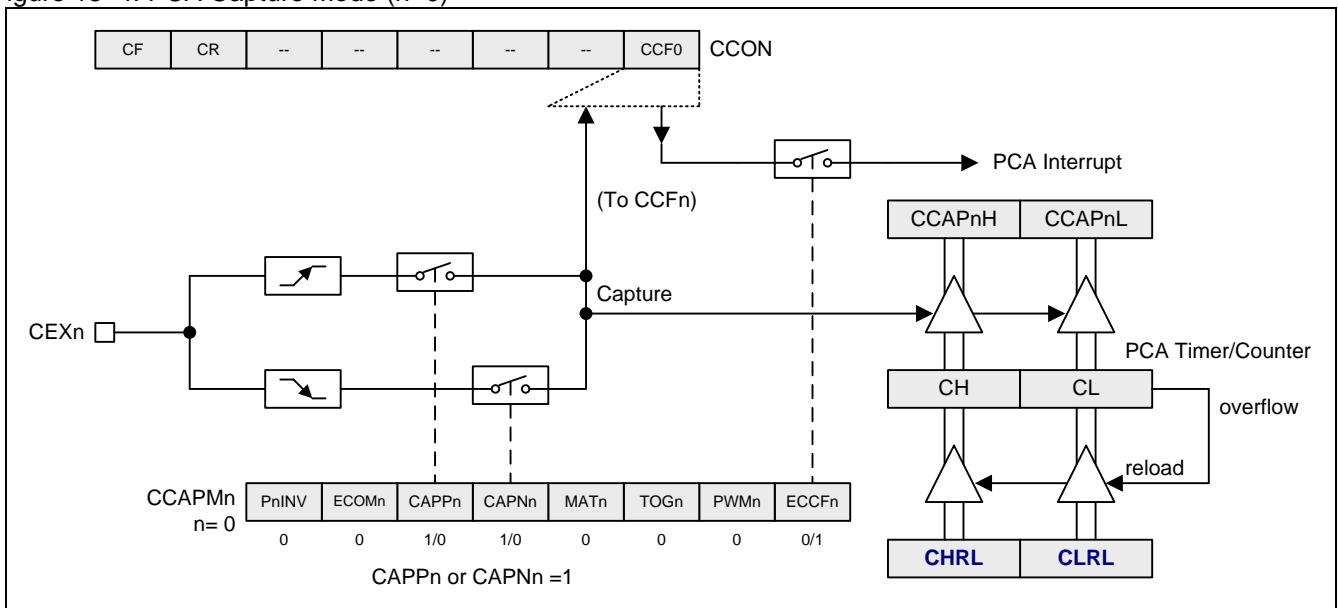 CF CR -- -- -- -- -- CCF0 CCON
PCA Interrupt
(To CCFn)
CCAPnH CCAPnL
Capture
CEXn
PCA Timer/Counter
CH CL
overflow
reload
CCAPMn PnINV ECOMn CAPPn CAPNn MATn TOGn PWMn ECCFn
n= 0
0 0 1/0 1/0 0 0 0 0/1
CHRL CLRL
CAPPn or CAPNn =1